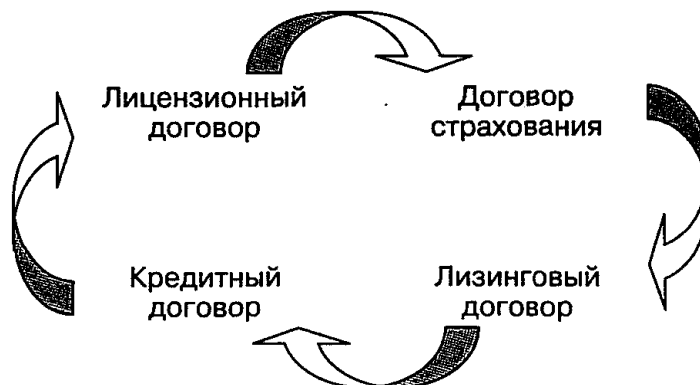 Лицензионный
договор
Договор
страхования
Кредитный
договор
Лизинговый
договор